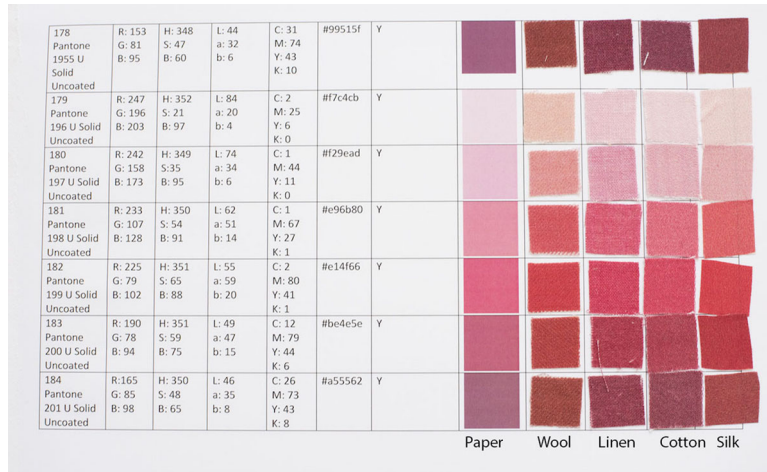 178 R: 153 H: 348 L: 44 C: 31 #99515f Y
Pantone G: 81 S: 47 a: 32 M: 74
1955 U B: 95 B: 60 b: 6 Y: 43
Solid K: 10
Uncoated
179 R: 247 H: 352 L: 84 C: 2 #f7c4cb Y
Pantone G: 196 S: 21 a: 20 M: 25
196 U Solid B: 203 B: 97 b: 4 Y: 6
Uncoated K: 0
180 R: 242 H: 349 L: 74 C: 1 #f29ead Y
Pantone G: 158 S:35 a: 34 M: 44
197 U Solid B: 173 B: 95 b: 6 Y: 11
Uncoated K: 0
181 R: 233 H: 350 L: 62 C: 1 #e96b80 Y
Pantone G: 107 S: 54 a: 51 M: 67
198 U Solid B: 128 B: 91 b: 14 Y: 27
Uncoated K: 1
182 R: 225 H: 351 L: 55 C: 2 #e14f66 Y
Pantone G: 79 S: 65 a: 59 M: 80
199 U Solid B: 102 B: 88 b: 20 Y: 41
Uncoated K: 1
183 R: 190 H: 351 L: 49 C: 12 #be4e5e Y
Pantone G: 78 S: 59 a: 47 M: 79
200 U Solid B: 94 B: 75 b: 15 Y: 44
Uncoated K: 6
184 R:165 H: 350 L: 46 C: 26 #a55562 Y
Pantone G: 85 S: 48 a: 35 M: 73
201 U Solid B: 98 B: 65 b: 8 Y: 43
Uncoated K: 8
Paper Wool Linen Cotton Silk